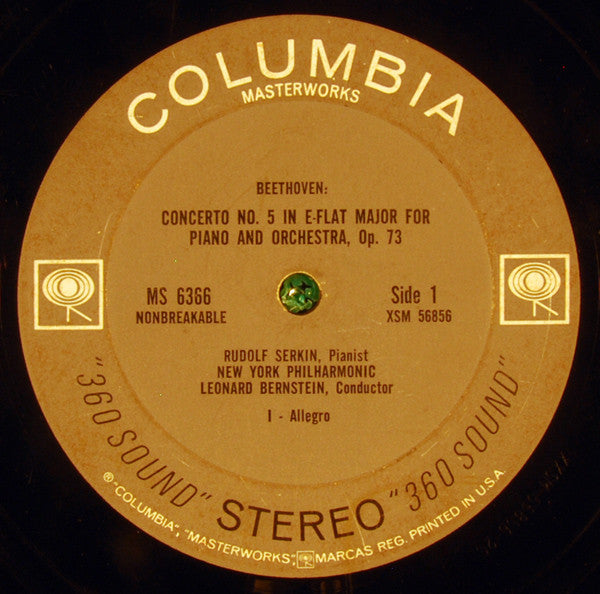 COLUMBIA
MASTERWORKS
BEETHOVEN:
CONCERTO NO. 5 IN E-FLAT MAJOR FOR
PIANO AND ORCHESTRA, Op. 73
MS 6366
NONBREAKABLE
Side 1
XSM 56856
RUDOLF SERKIN, Pianist
NEW YORK PHILHARMONIC
LEONARD BERNSTEIN, Conductor
I - Allegro
"360 SOUND" STEREO "360 SOUND"
® "COLUMBIA", "MASTERWORKS", MARCAS REG. PRINTED IN U.S.A.